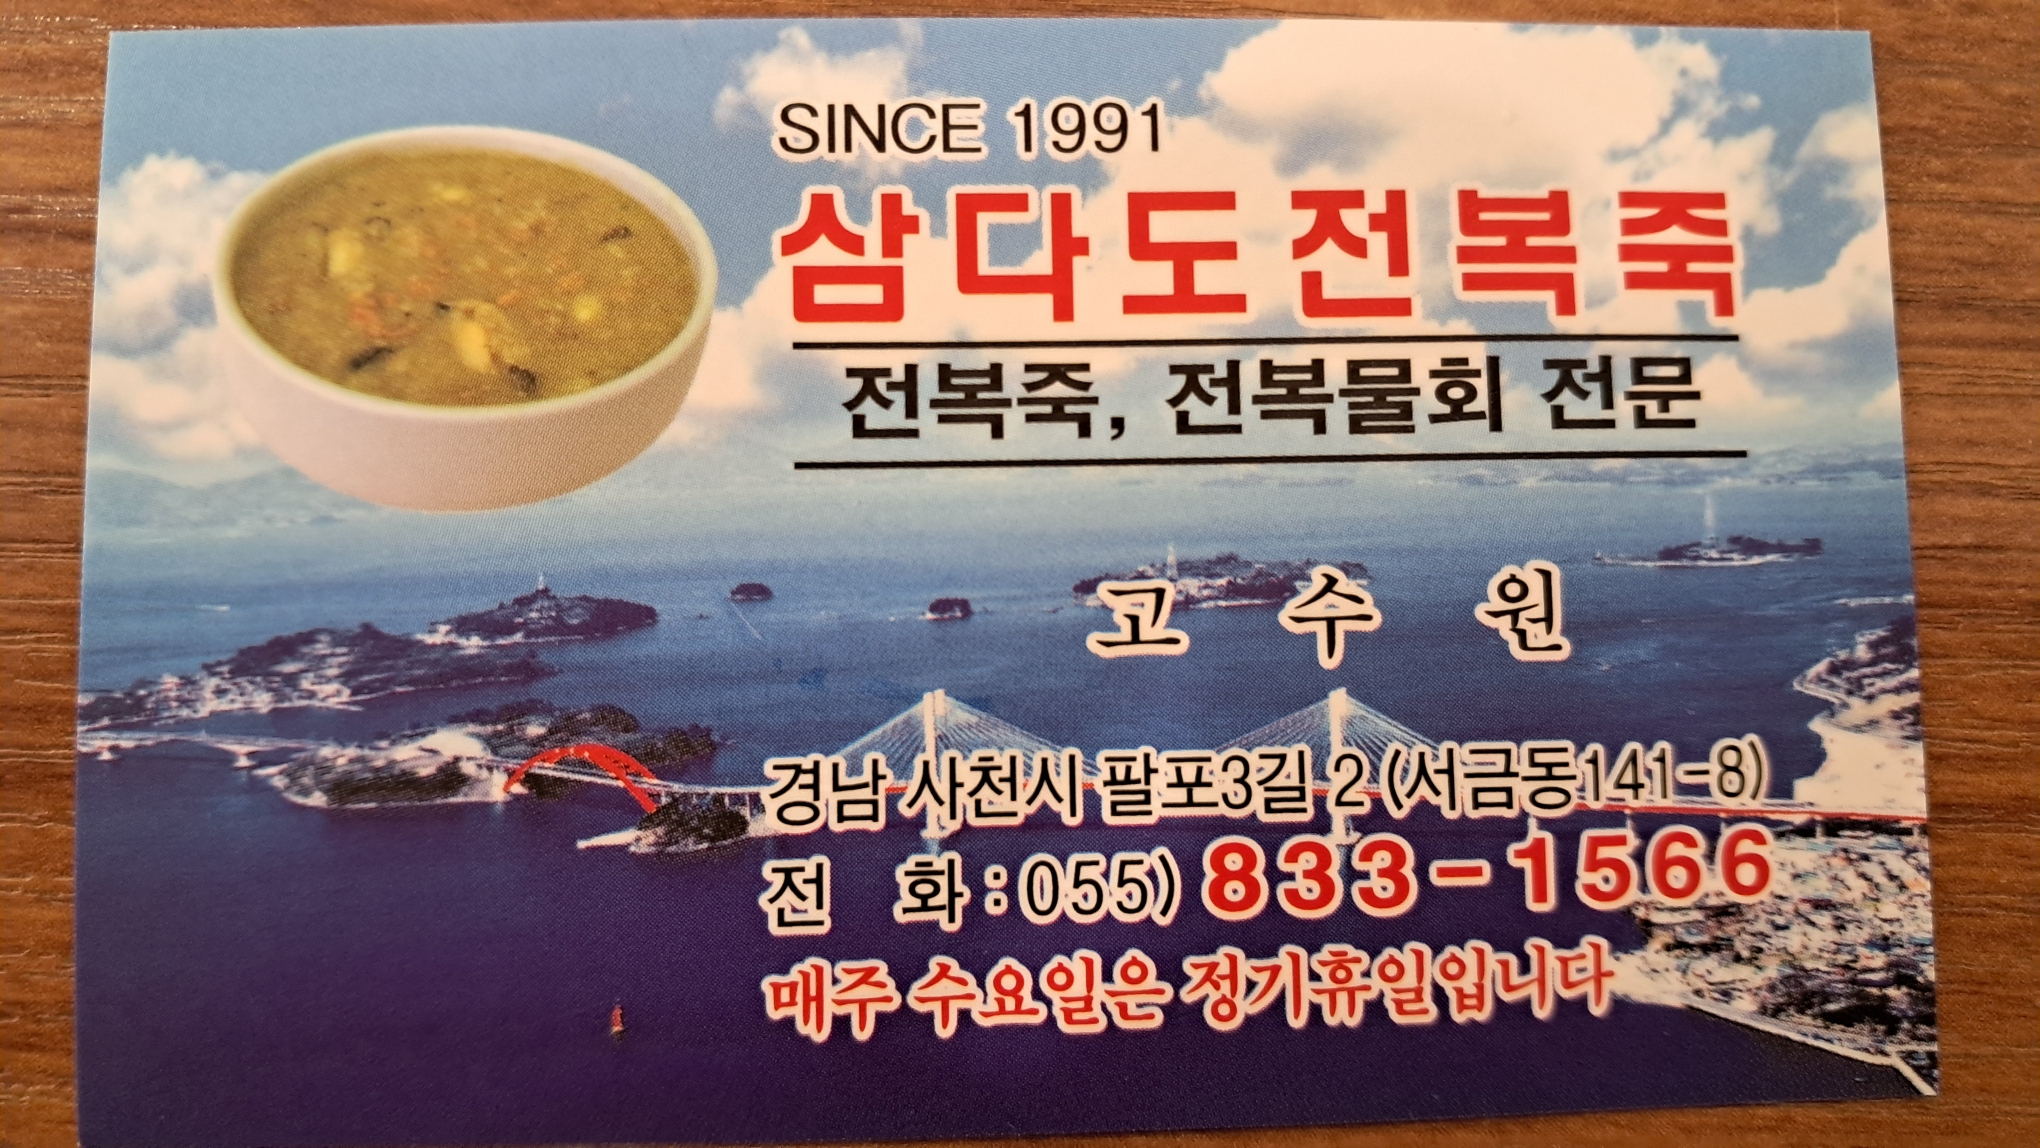 SINCE 1991
삼다도전복죽
전복죽, 전복물회 전문
고 수 원
경남 사천시 팔포3길 2 (서금동141-8)
전 화 : 055) 833-1566
매주 수요일은 정기휴일입니다